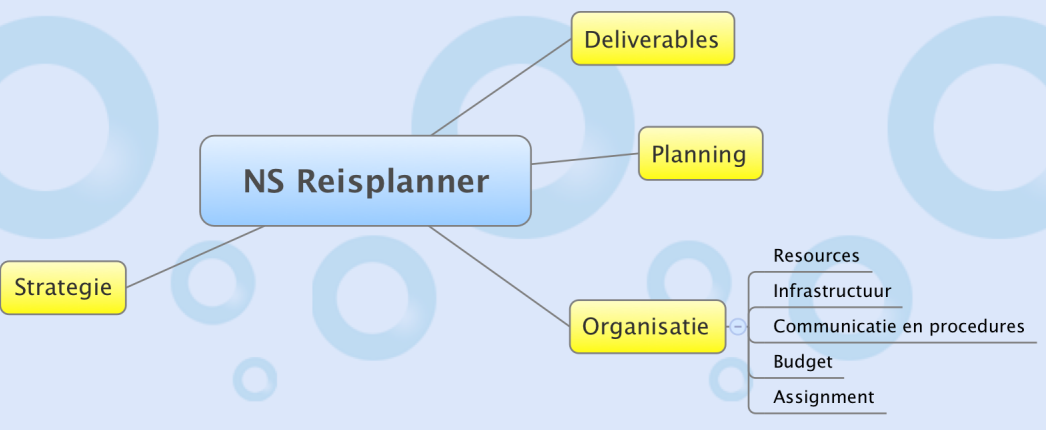 Deliverables
NS Reisplanner
Planning
Strategie
Organisatie
Resources
Infrastructuur
Communicatie en procedures
Budget
Assignment